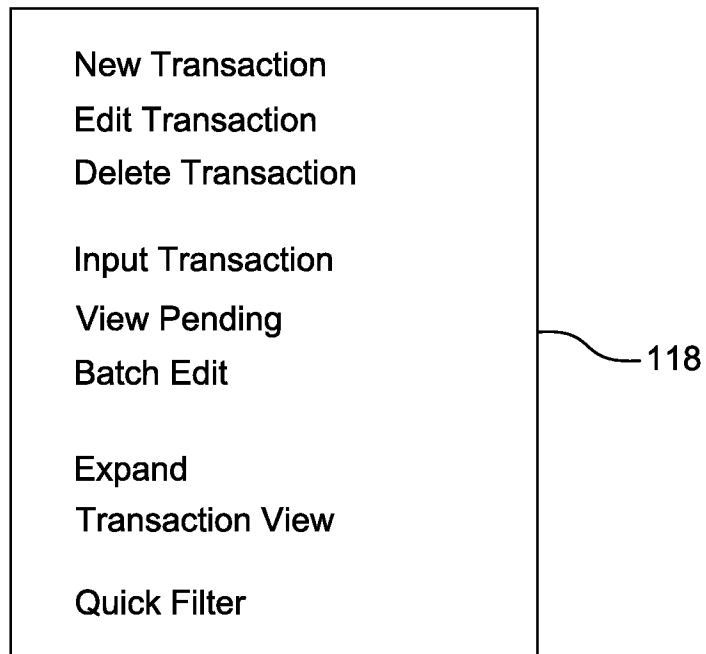 New Transaction
Edit Transaction
Delete Transaction
Input Transaction
View Pending
Batch Edit
118
Expand
Transaction View
Quick Filter